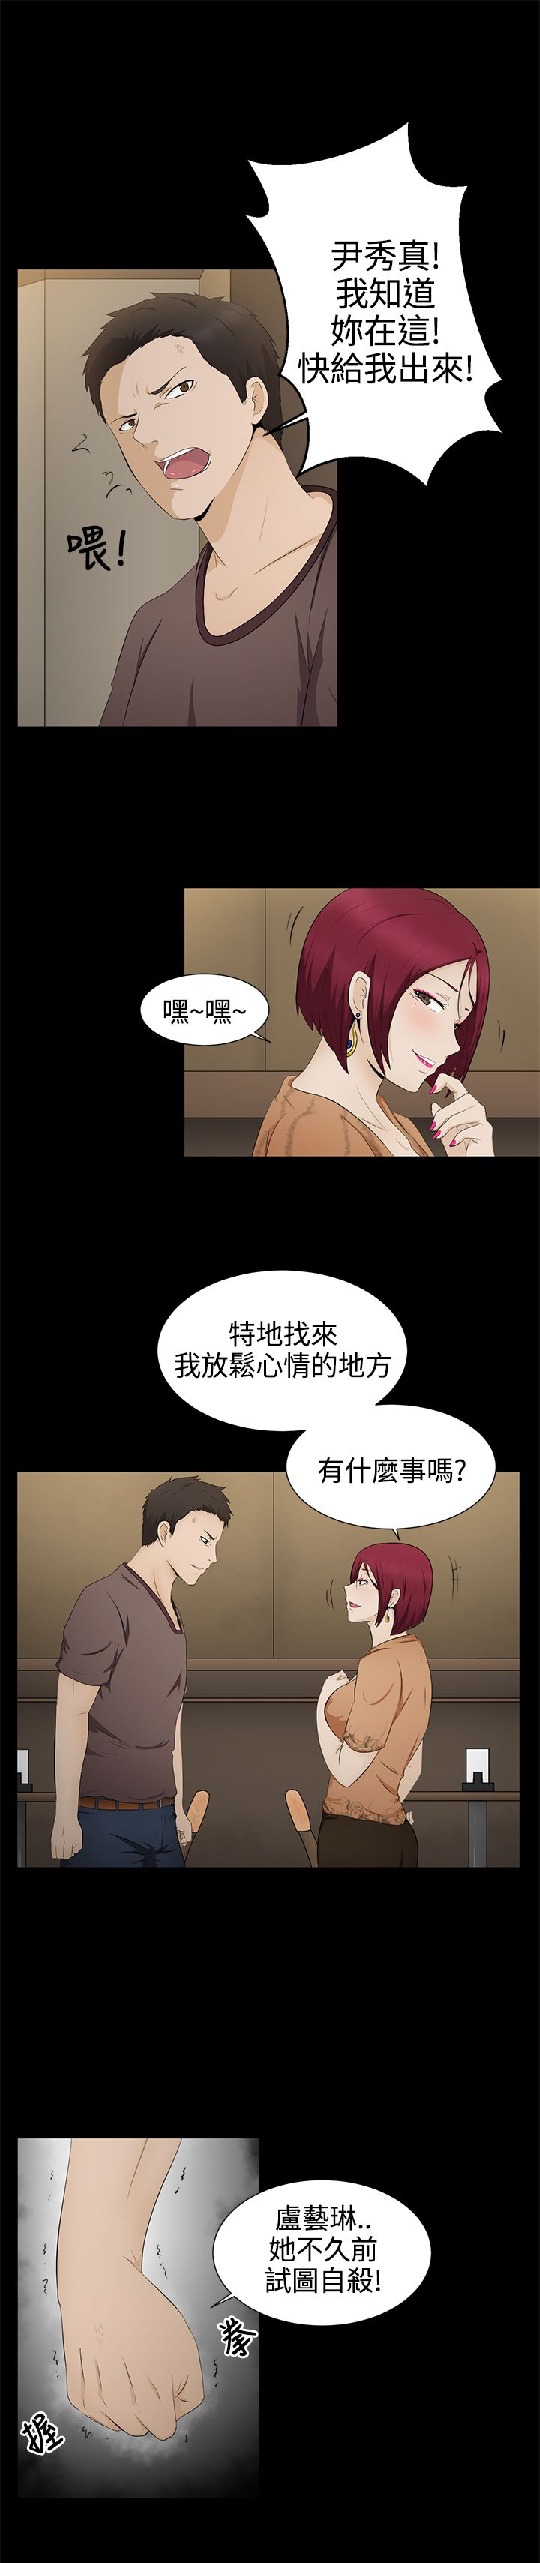 尹秀真!
我知道
妳在這!
快給我出來!
喂!
嘿~嘿~
特地找來
我放鬆心情的地方
有什麼事嗎?
盧藝琳..
她不久前
試圖自殺!
拳
握